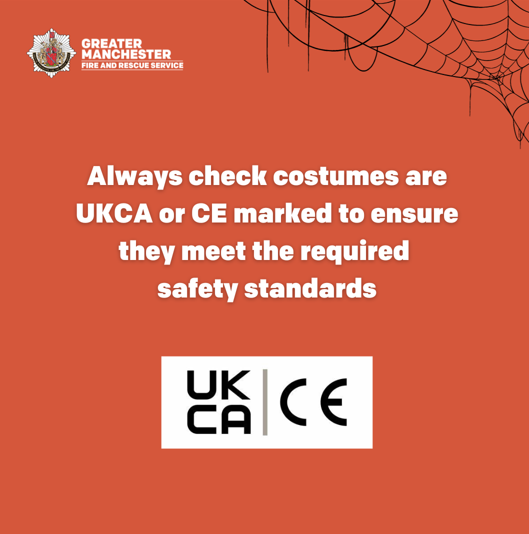 GREATER
MANCHESTER
FIRE AND RESCUE SERVICE
Always check costumes are
UKCA or CE marked to ensure
they meet the required
safety standards
UK
CA
CE